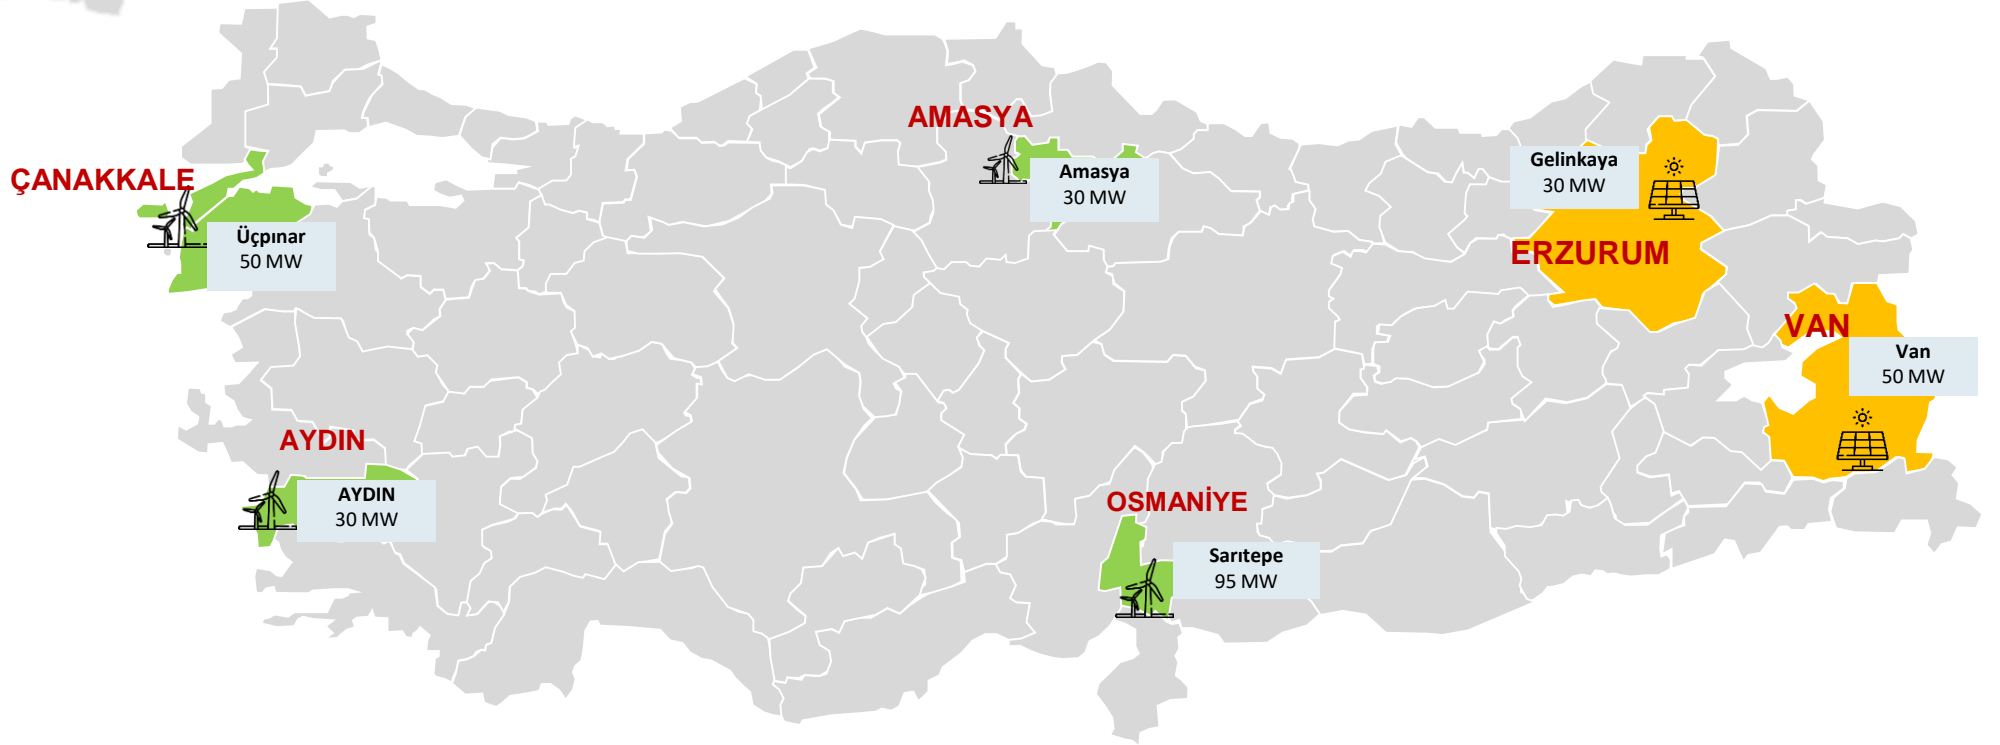 AMASYA
Amasya
30 MW
Gelinkaya
30 MW
ERZURUM
ÇANAKKALE
Üçpınar
50 MW
VAN
Van
50 MW
AYDIN
AYDIN
30 MW
OSMANİYE
Sarıtepe
95 MW